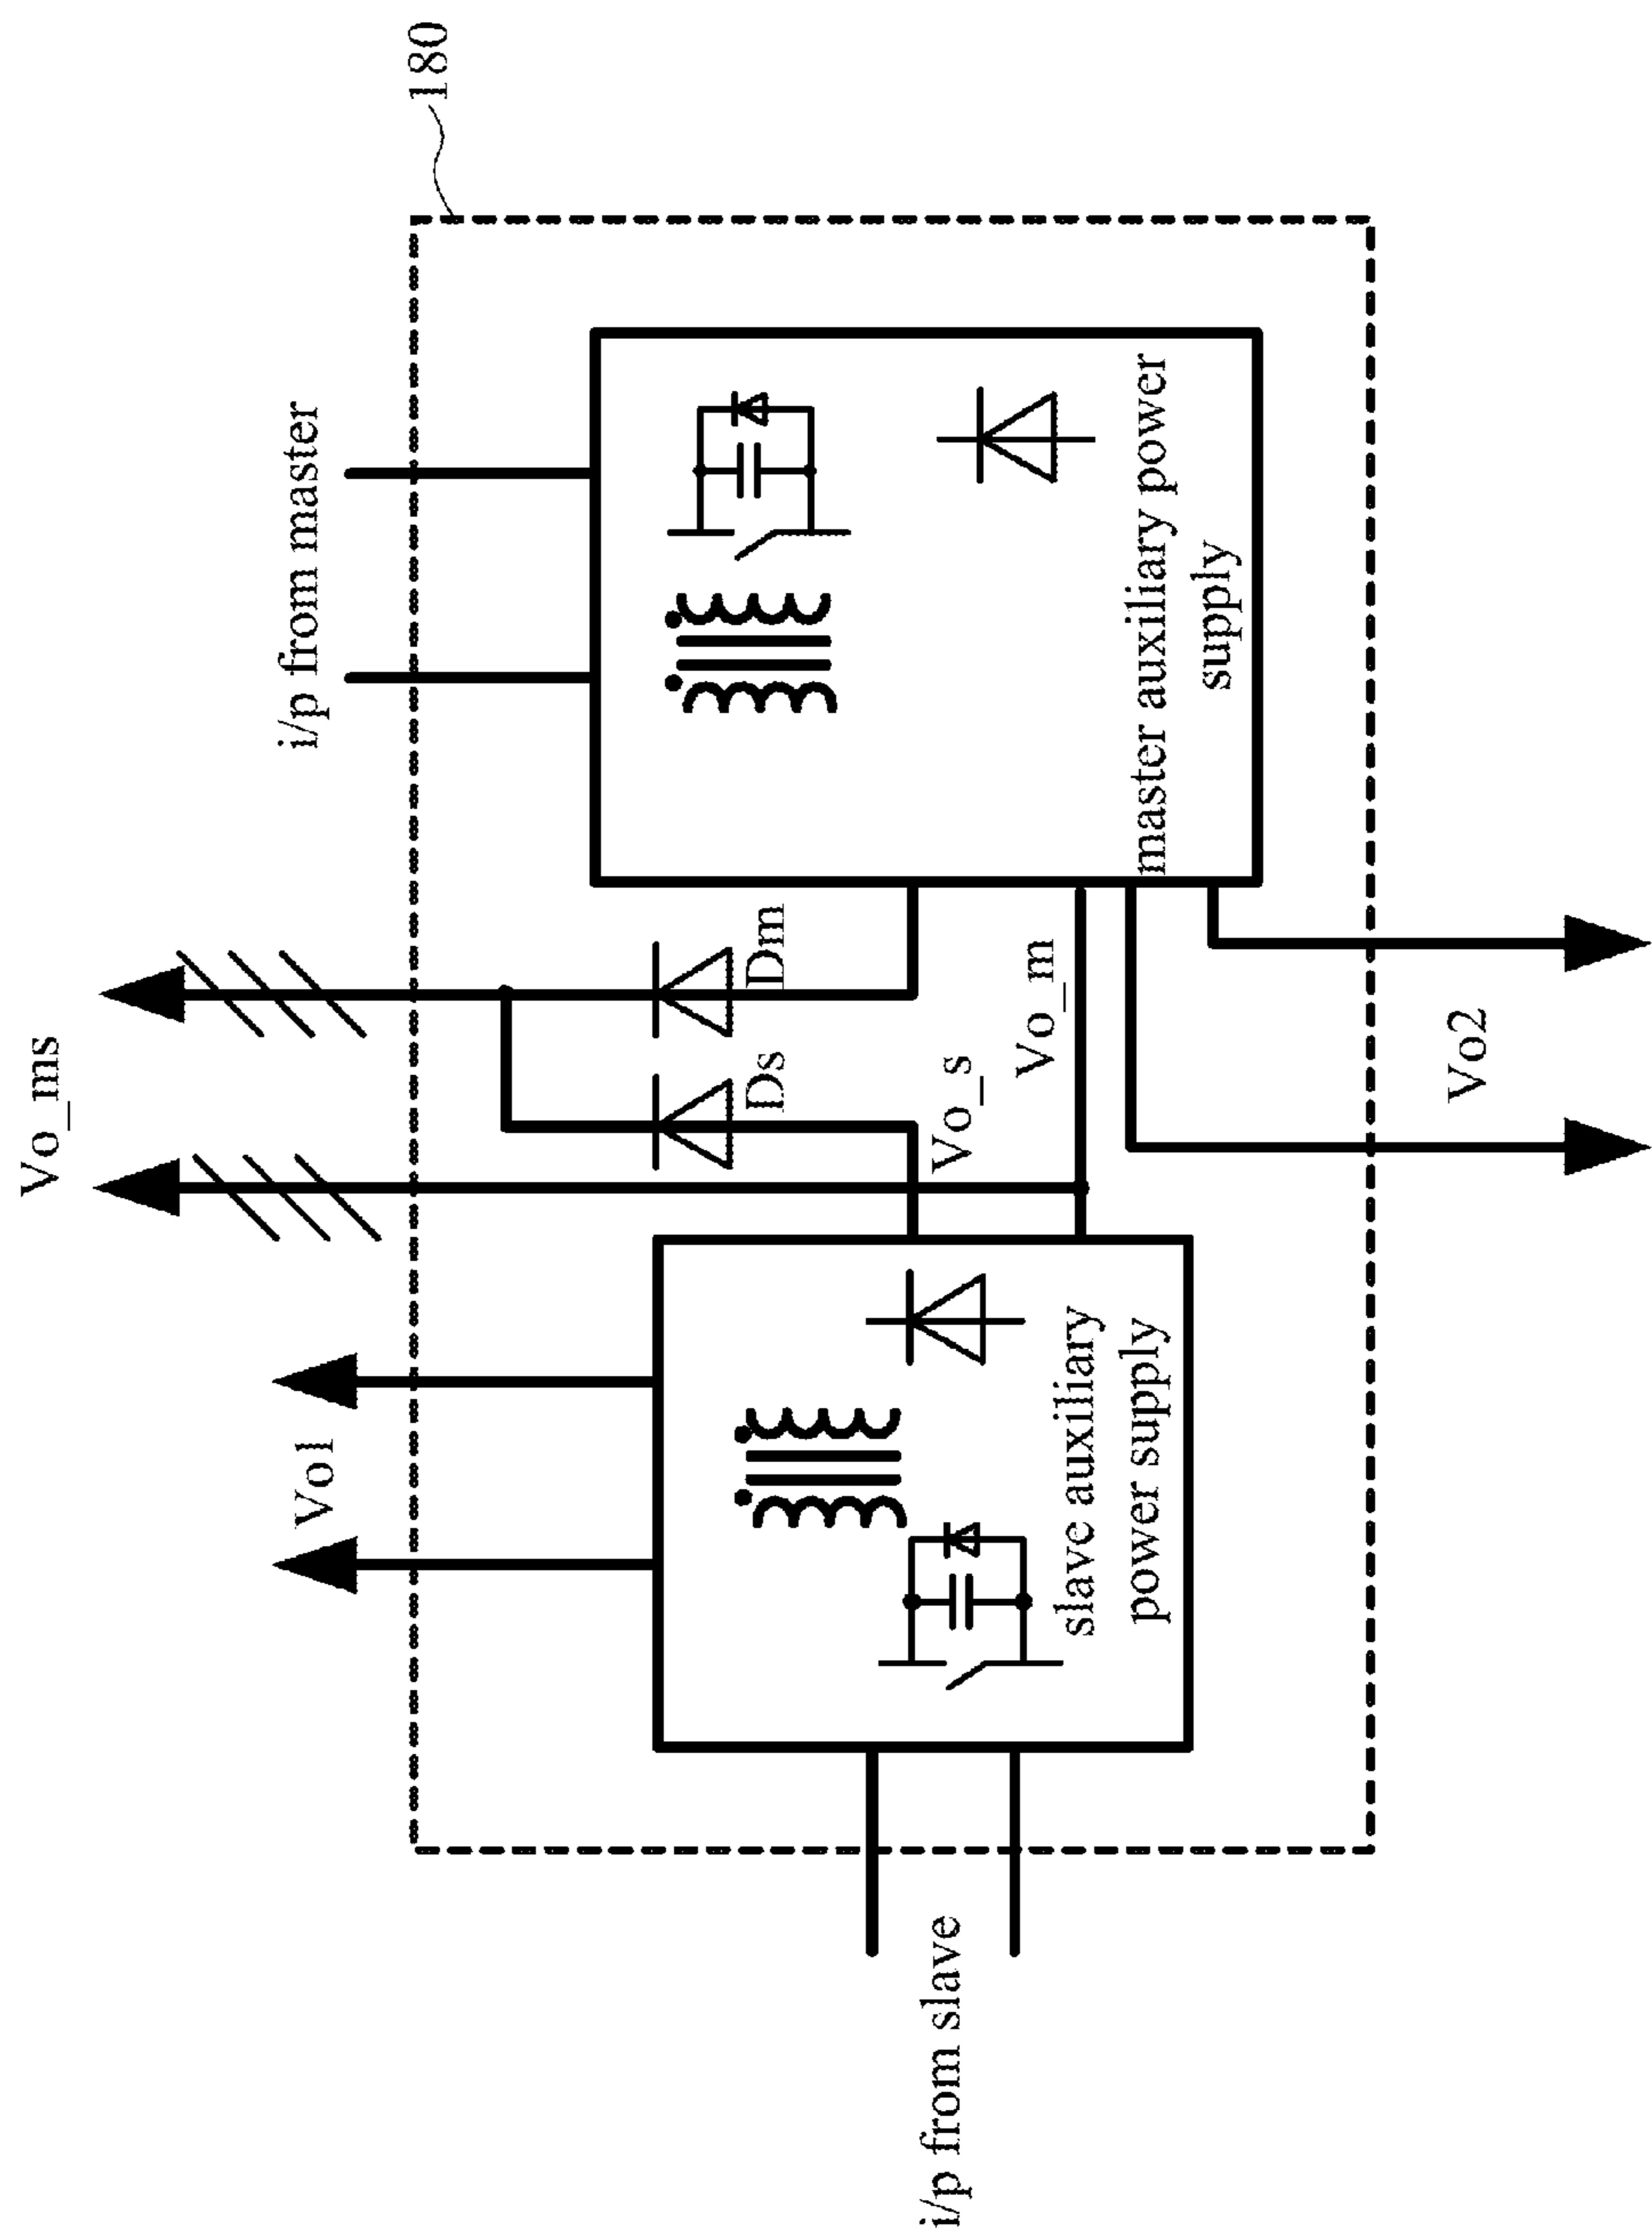 180
i/p from master
Vo_ms
Vo1
master auxiliary power
supply
Dm
Ds
Vo_m
Vo_s
slave auxiliary
power supply
Vo2
i/p from slave